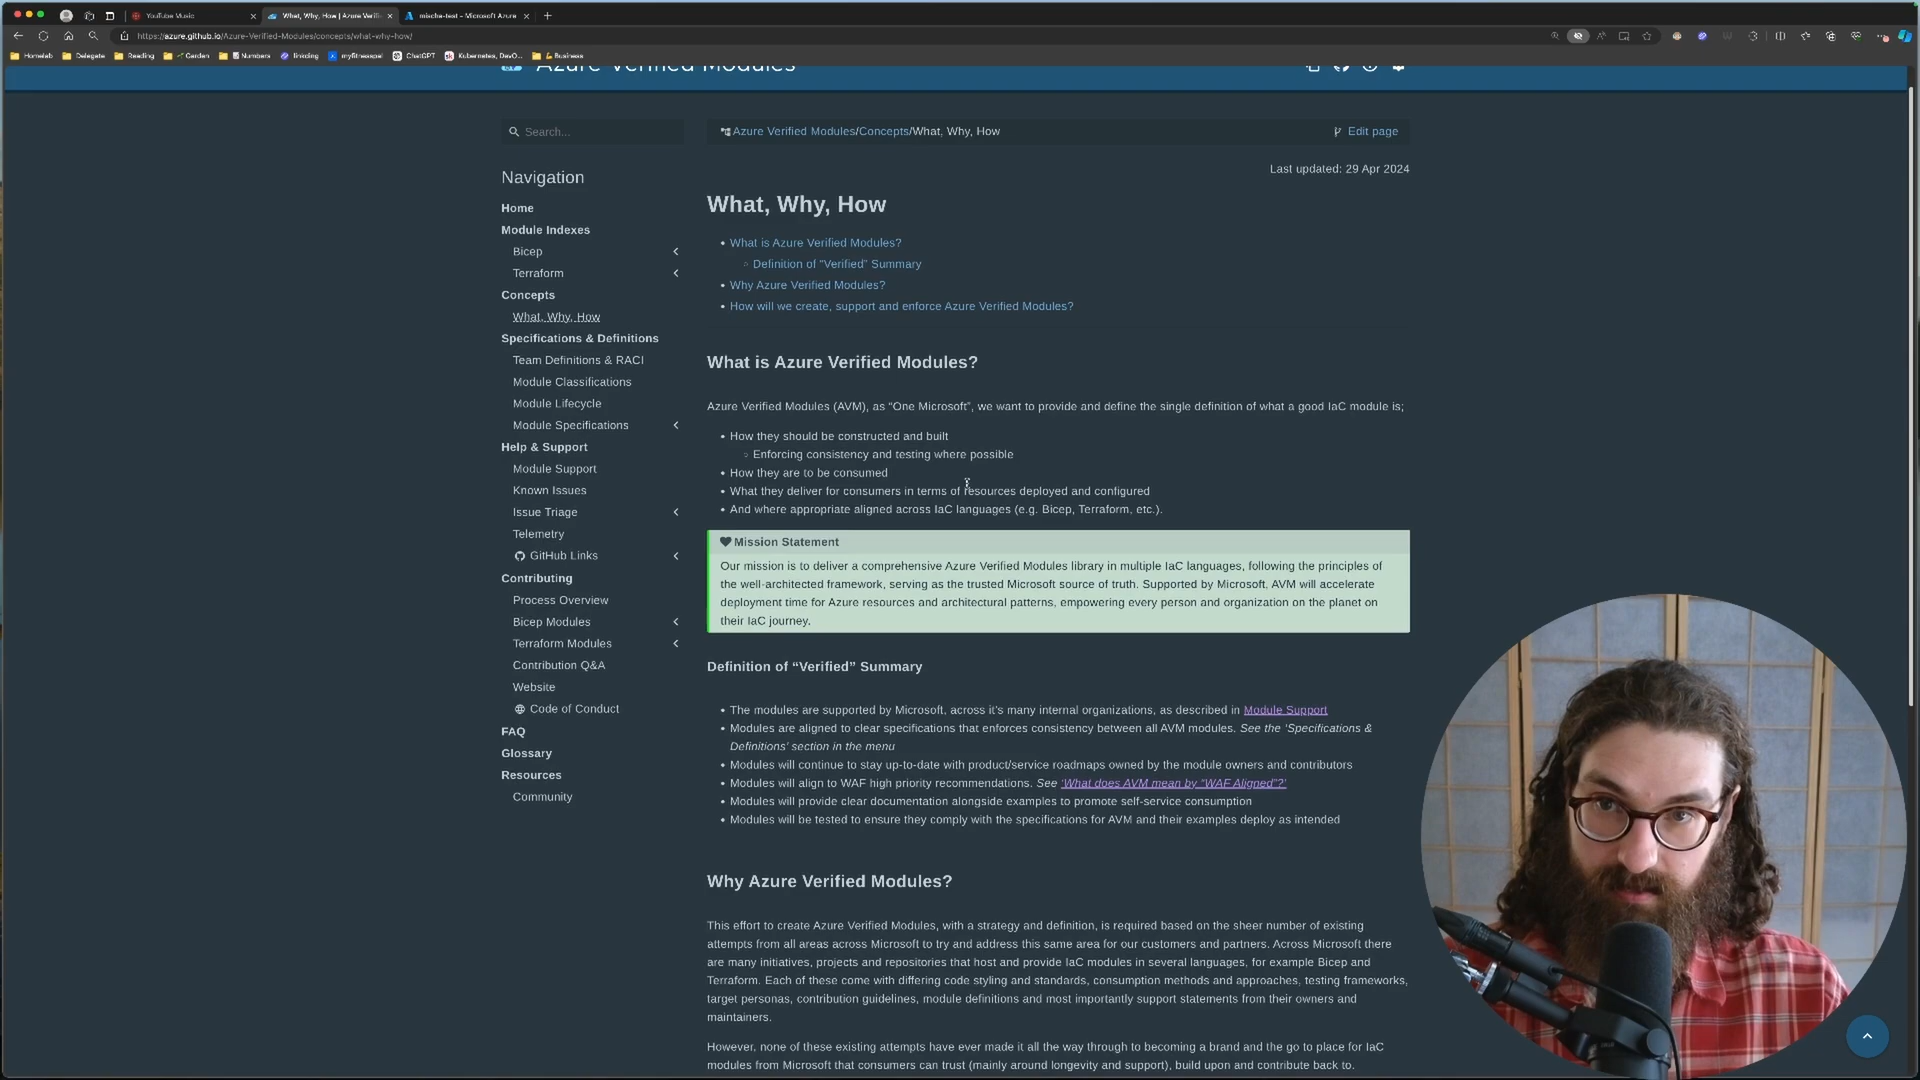 YouTube Music
What, Why, How | Azure Verifi
mischa-test - Microsoft Azure
https://azure.github.io/Azure-Verified-Modules/concepts/what-why-how/
Homelab
Delegate
Reading
Garden
Numbers
linkding
myfitnesspal
ChatGPT
Kubernetes, DevO...
Business
Azure Verified Modules
Search...
Azure Verified Modules/Concepts/What, Why, How
Edit page
Last updated: 29 Apr 2024
Navigation
Home
Module Indexes
Bicep
Terraform
Concepts
What, Why, How
Specifications & Definitions
Team Definitions & RACI
Module Classifications
Module Lifecycle
Module Specifications
Help & Support
Module Support
Known Issues
Issue Triage
Telemetry
GitHub Links
Contributing
Process Overview
Bicep Modules
Terraform Modules
Contribution Q&A
Website
Code of Conduct
FAQ
Glossary
Resources
Community
What, Why, How
• What is Azure Verified Modules?
◦ Definition of "Verified" Summary
• Why Azure Verified Modules?
• How will we create, support and enforce Azure Verified Modules?
What is Azure Verified Modules?
Azure Verified Modules (AVM), as “One Microsoft”, we want to provide and define the single definition of what a good IaC module is;
• How they should be constructed and built
◦ Enforcing consistency and testing where possible
• How they are to be consumed
• What they deliver for consumers in terms of resources deployed and configured
• And where appropriate aligned across IaC languages (e.g. Bicep, Terraform, etc.).
Mission Statement
Our mission is to deliver a comprehensive Azure Verified Modules library in multiple IaC languages, following the principles of
the well-architected framework, serving as the trusted Microsoft source of truth. Supported by Microsoft, AVM will accelerate
deployment time for Azure resources and architectural patterns, empowering every person and organization on the planet on
their IaC journey.
Definition of “Verified” Summary
• The modules are supported by Microsoft, across it’s many internal organizations, as described in Module Support
• Modules are aligned to clear specifications that enforces consistency between all AVM modules. See the ‘Specifications &
Definitions’ section in the menu
• Modules will continue to stay up-to-date with product/service roadmaps owned by the module owners and contributors
• Modules will align to WAF high priority recommendations. See ‘What does AVM mean by “WAF Aligned”?’
• Modules will provide clear documentation alongside examples to promote self-service consumption
• Modules will be tested to ensure they comply with the specifications for AVM and their examples deploy as intended
Why Azure Verified Modules?
This effort to create Azure Verified Modules, with a strategy and definition, is required based on the sheer number of existing
attempts from all areas across Microsoft to try and address this same area for our customers and partners. Across Microsoft there
are many initiatives, projects and repositories that host and provide IaC modules in several languages, for example Bicep and
Terraform. Each of these come with differing code styling and standards, consumption methods and approaches, testing frameworks,
target personas, contribution guidelines, module definitions and most importantly support statements from their owners and
maintainers.
However, none of these existing attempts have ever made it all the way through to becoming a brand and the go to place for IaC
modules from Microsoft that consumers can trust (mainly around longevity and support), build upon and contribute back to.